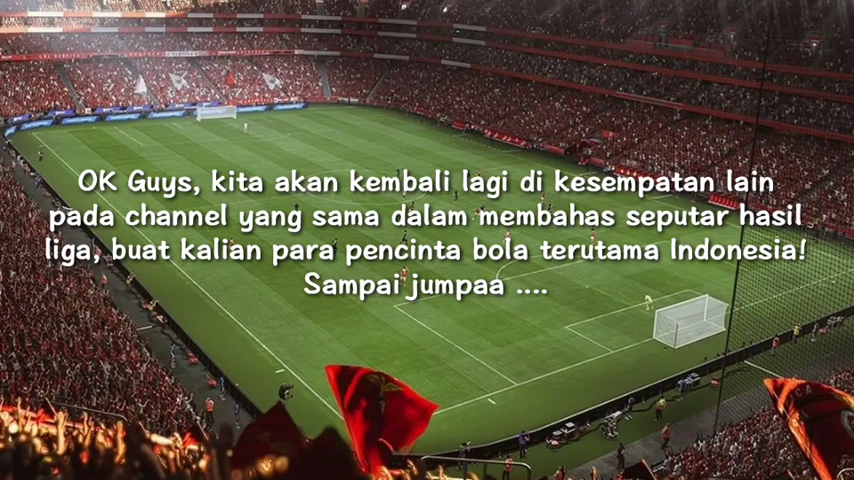 OK Guys, kita akan kembali lagi di kesempatan lain
pada channel yang sama dalam membahas seputar hasil
liga, buat kalian para pencinta bola terutama Indonesia!
Sampai jumpaa ....